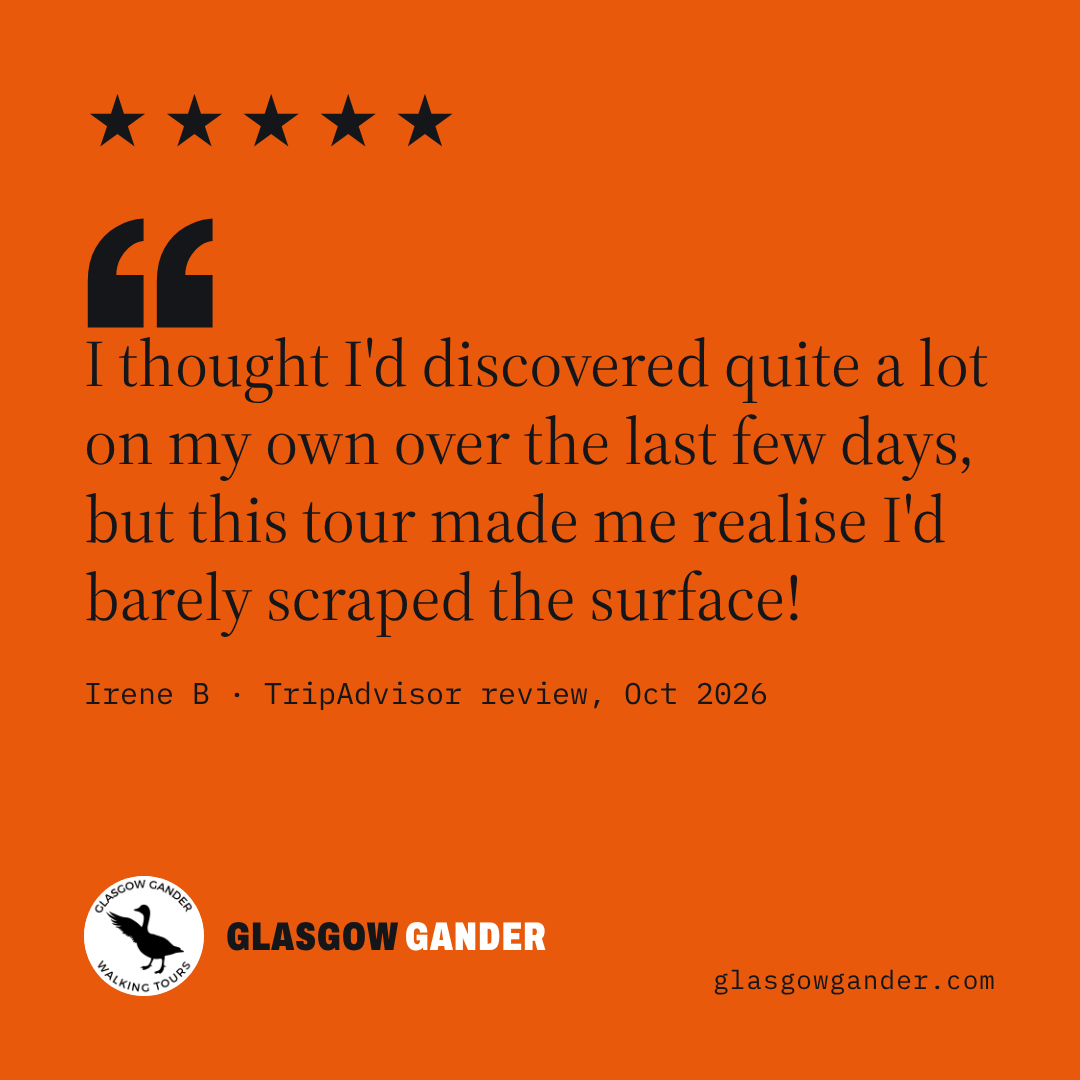 ★ ★ ★ ★ ★
“
I thought I'd discovered quite a lot
on my own over the last few days,
but this tour made me realise I'd
barely scraped the surface!
Irene B · TripAdvisor review, Oct 2026
GLASGOW GANDER
WALKING TOURS
GLASGOW GANDER
glasgowgander.com